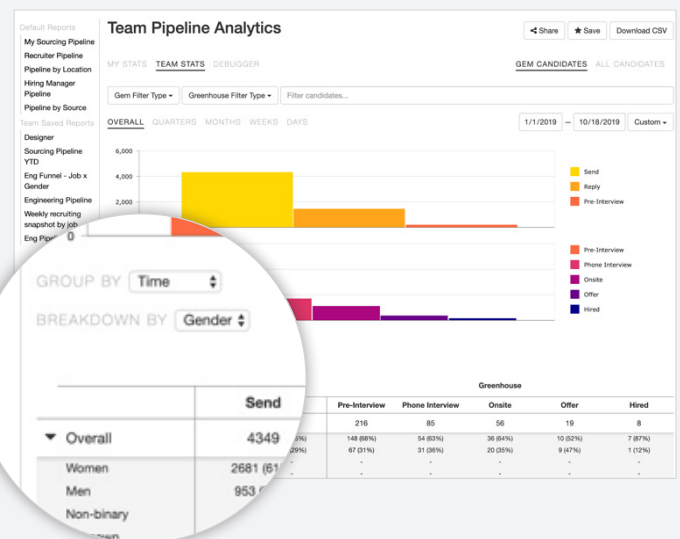 Default Reports
My Sourcing Pipeline
Recruiter Pipeline
Pipeline by Location
Hiring Manager
Pipeline
Pipeline by Source
Team Saved Reports
Designer
Sourcing Pipeline
YTD
Eng Funnel - Job x
Gender
Engineering Pipeline
Weekly recruiting
snapshot by job
Eng
Team Pipeline Analytics
Share Save Download CSV
MY STATS TEAM STATS DEBUGGER
GEM CANDIDATES ALL CANDIDATES
Gem Filter Type Greenhouse Filter Type Filter candidates...
OVERALL QUARTERS MONTHS WEEKS DAYS
1/1/2019 – 10/18/2019 Custom
6,000
4,000
2,000
0
Send
Reply
Pre-Interview
Pre-Interview
Phone Interview
Onsite
Offer
Hired
GROUP BY Time
BREAKDOWN BY Gender
Greenhouse
Send Pre-Interview Phone Interview Onsite Offer Hired
Overall 4349 216 85 56 19 8
Women 2681 (61 148 (68%) 54 (63%) 36 (64%) 10 (52%) 7 (87%)
Men 953 29%) 67 (31%) 31 (36%) 20 (35%) 9 (47%) 1 (12%)
Non-binary - - - - -
- - - - -